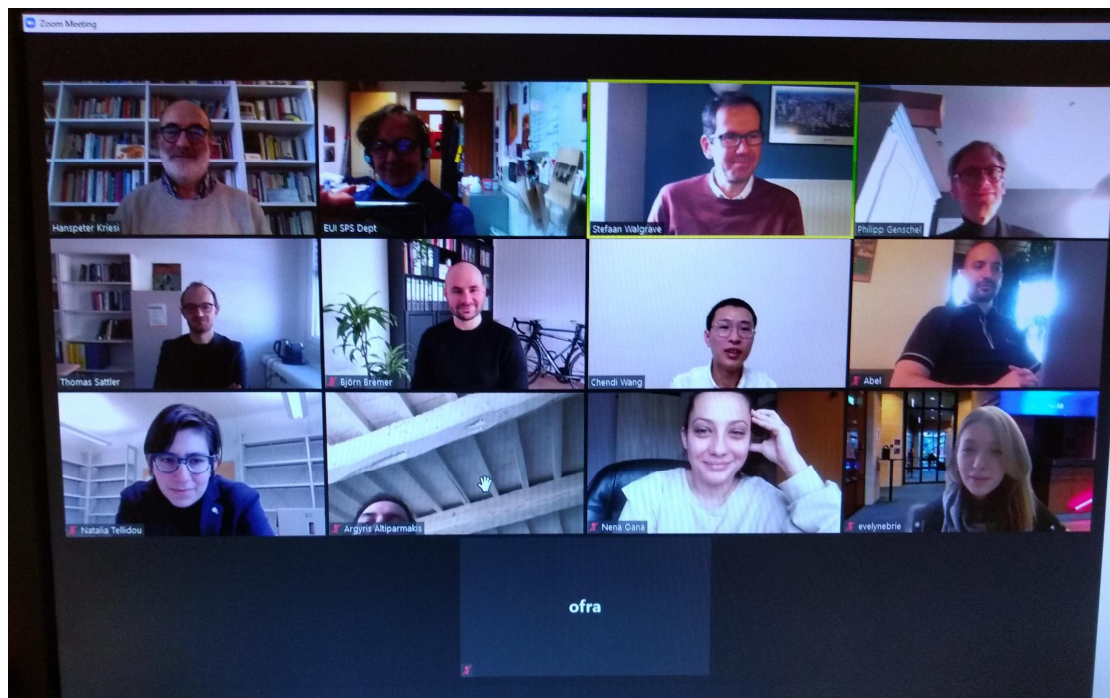 Zoom Meeting
Hanspeter Kriesi
EUI SPS Dept
Stefaan Walgrave
Philipp Genschel
Thomas Sattler
Björn Bremer
Chendi Wang
Abel
Natalia Tellidou
Argyris Altiparmakis
Nena Oana
evelynebrie
ofra